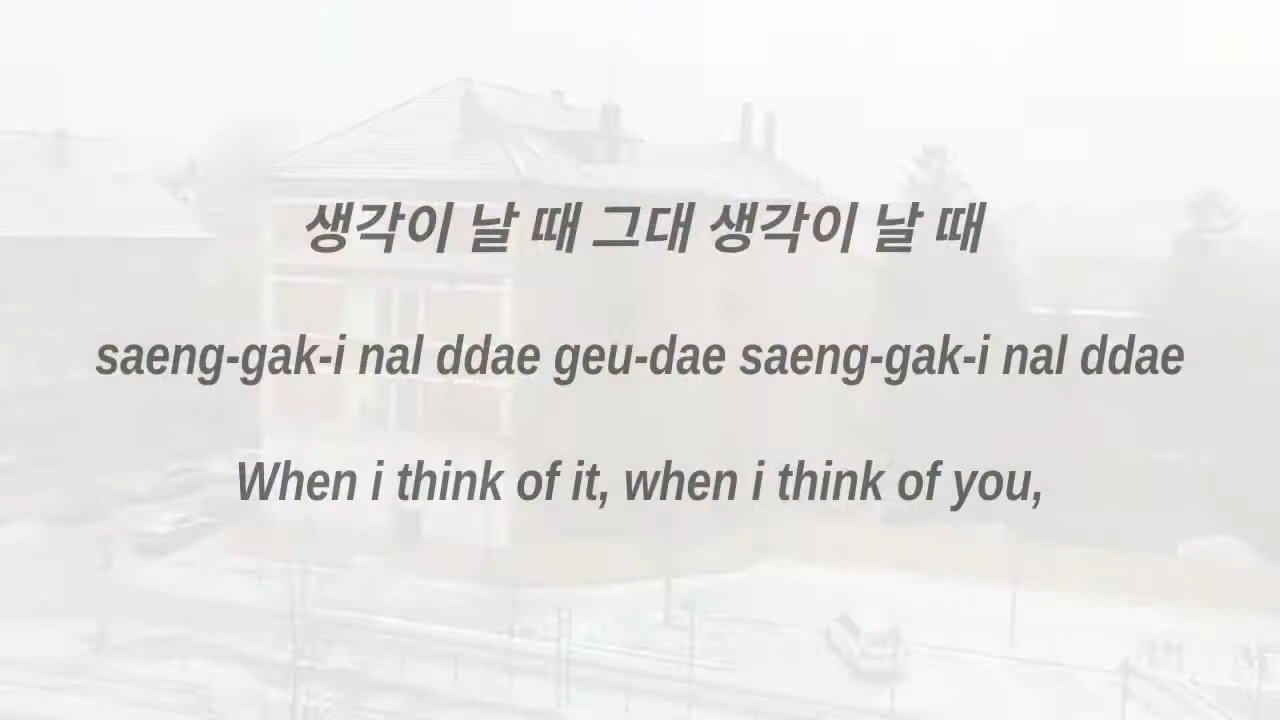 생각이 날 때 그대 생각이 날 때
saeng-gak-i nal ddae geu-dae saeng-gak-i nal ddae
When i think of it, when i think of you,